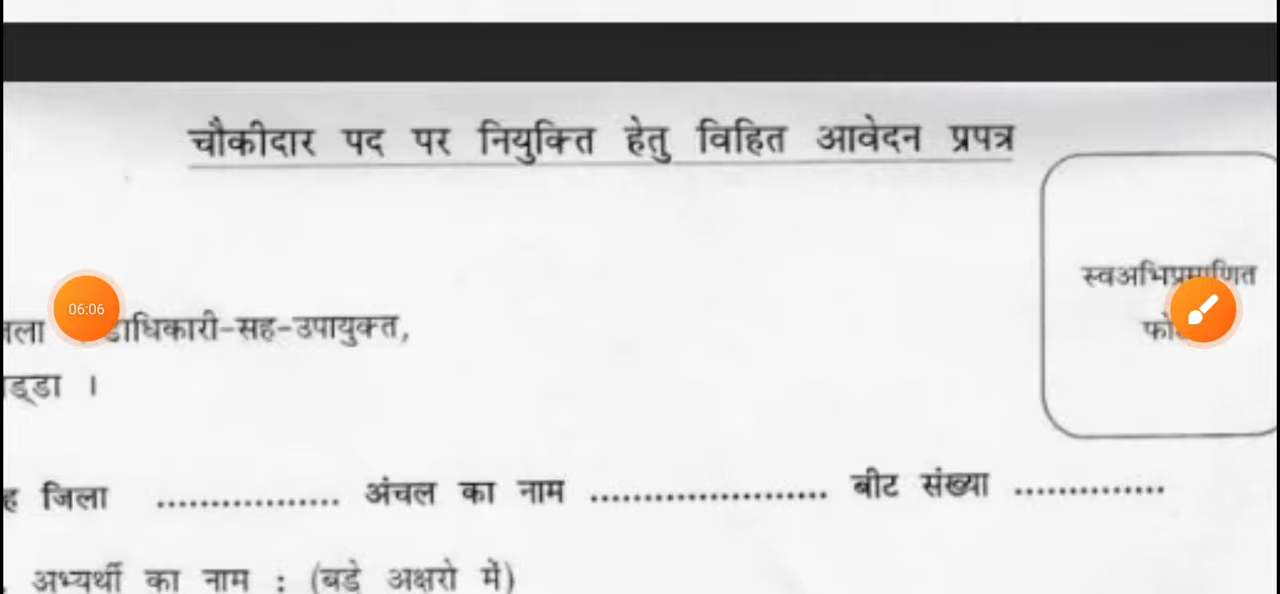 चौकीदार पद पर नियुक्ति हेतु विहित आवेदन प्रपत्र
स्वअभिप्रमाणित
06:06
-सह-उपायुक्त,
।
जिला ................ अंचल का नाम ....................... बीट संख्या ..............
अभ्यर्थी का नाम : (बड़े अक्षरो में)